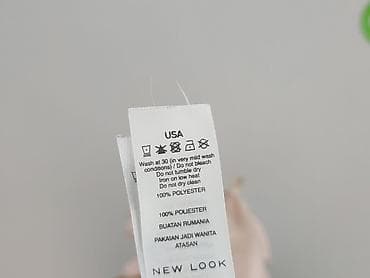 USA
Wash at 30 (in very mild wash
conditions) / Do not bleach
Do not tumble dry
Iron on low heat
Do not dry clean
100% POLYESTER
100% POLIESTER
BUATAN RUMANIA
PAKAIAN JADI WANITA
ATASAN
NEW LOOK